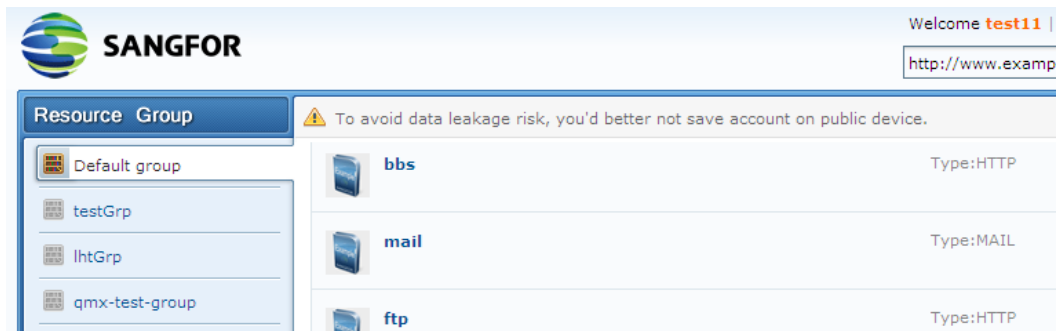 SANGFOR
Welcome test11 |
http://www.examp
Resource Group
To avoid data leakage risk, you'd better not save account on public device.
Default group
testGrp
lhtGrp
qmx-test-group
bbs Type:HTTP
mail Type:MAIL
ftp Type:HTTP